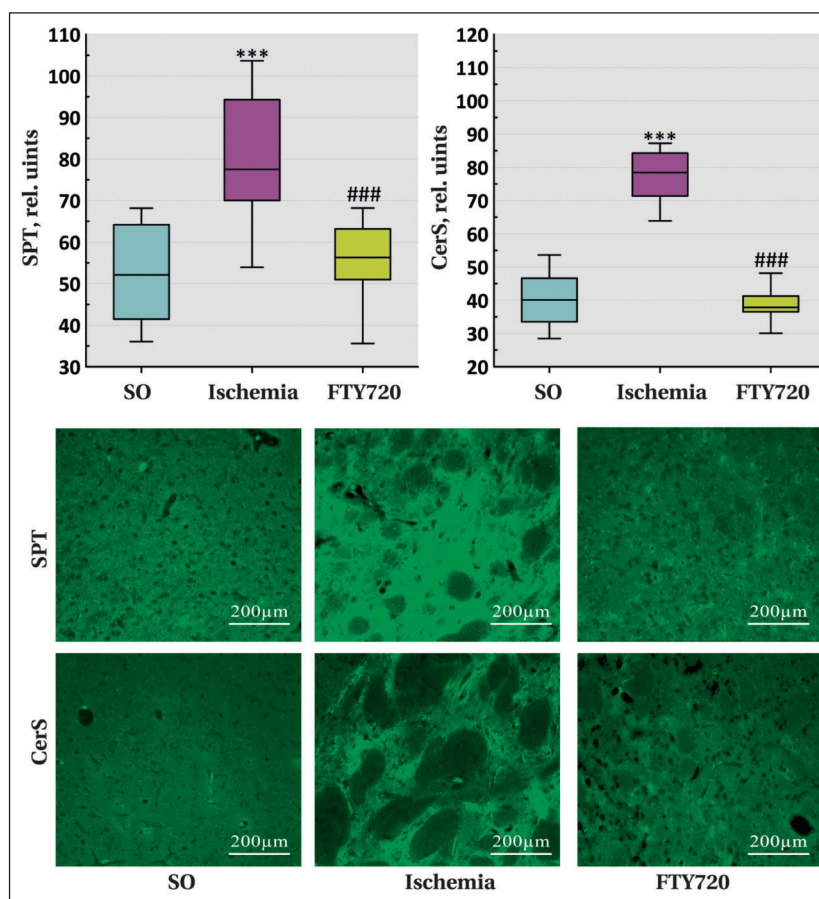 SPT, rel. uints
110
100
90
80
70
60
50
40
30
***
###
SO Ischemia FTY720
CerS, rel. uints
120
110
100
90
80
70
60
50
40
30
20
***
###
SO Ischemia FTY720
SPT
200μm 200μm 200μm
CerS
200μm 200μm 200μm
SO Ischemia FTY720